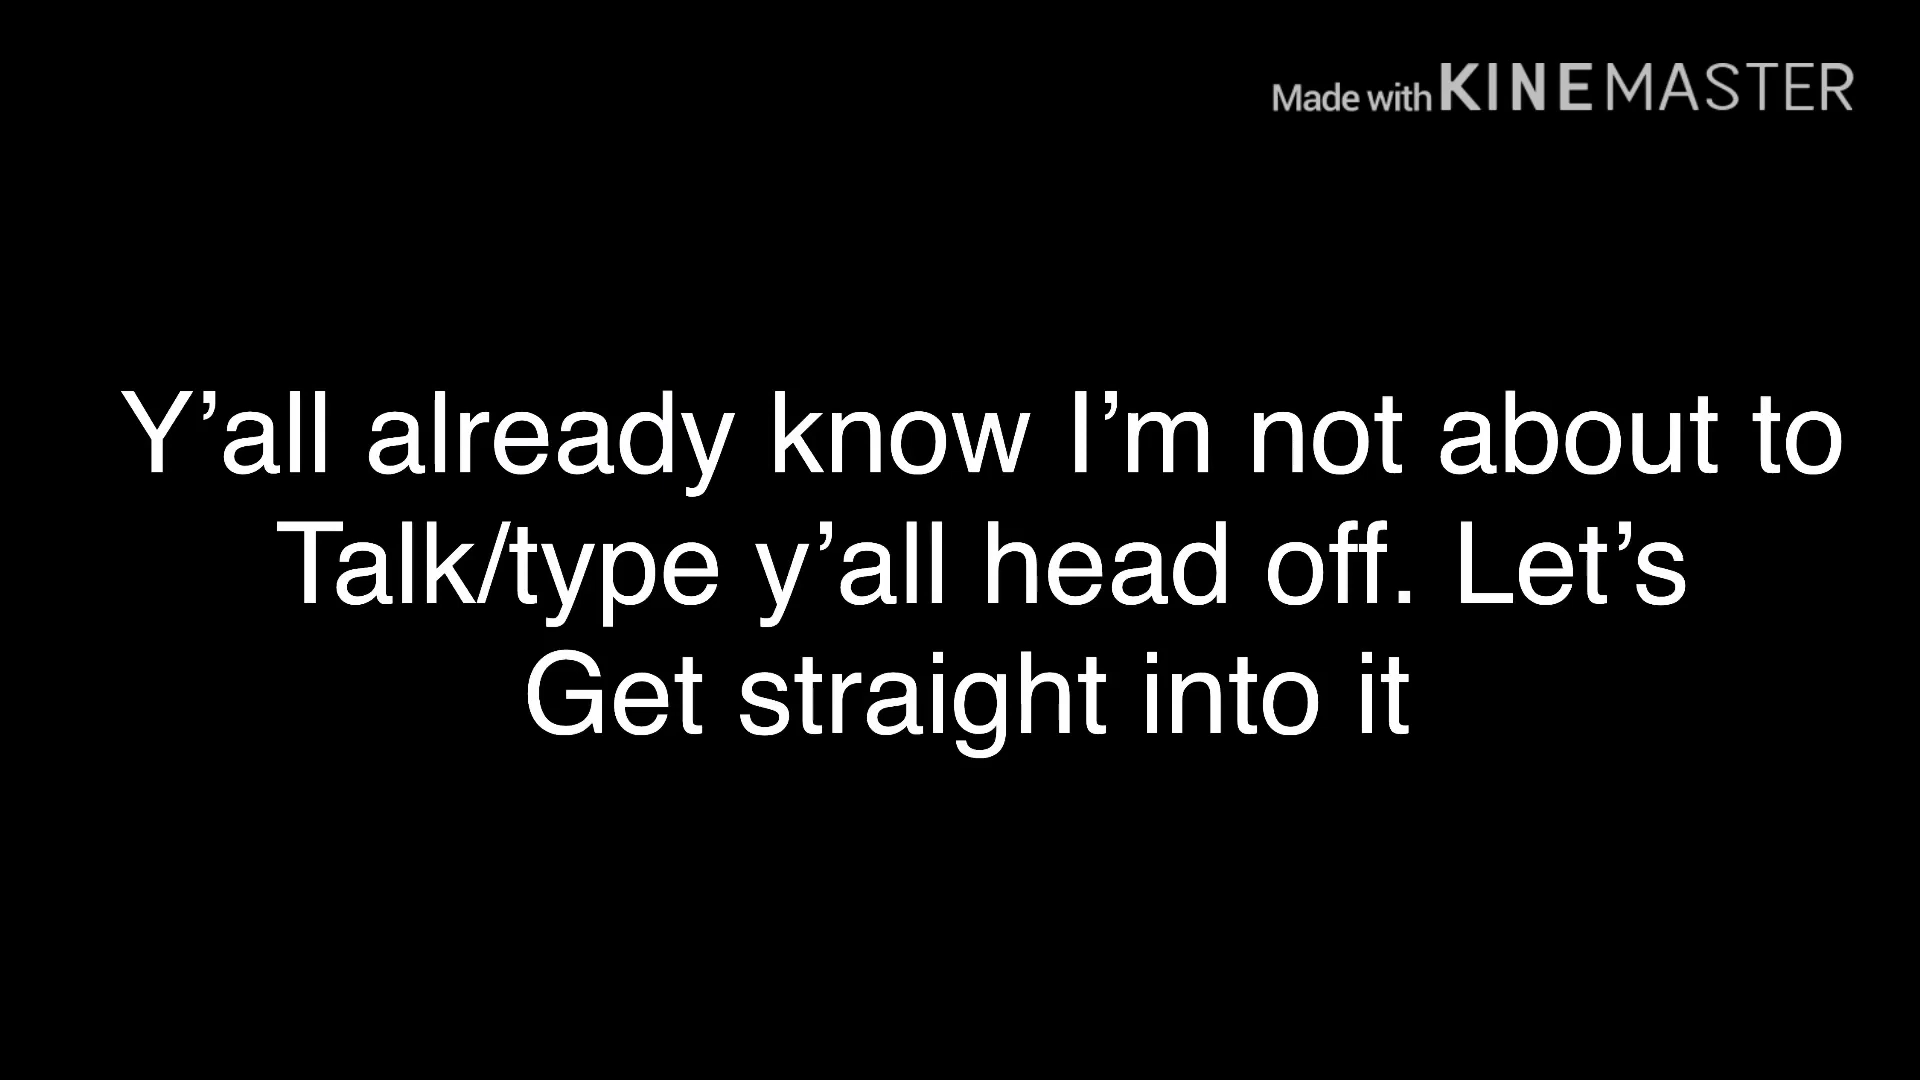 Made with KINEMASTER
Y’all already know I’m not about to
Talk/type y’all head off. Let’s
Get straight into it